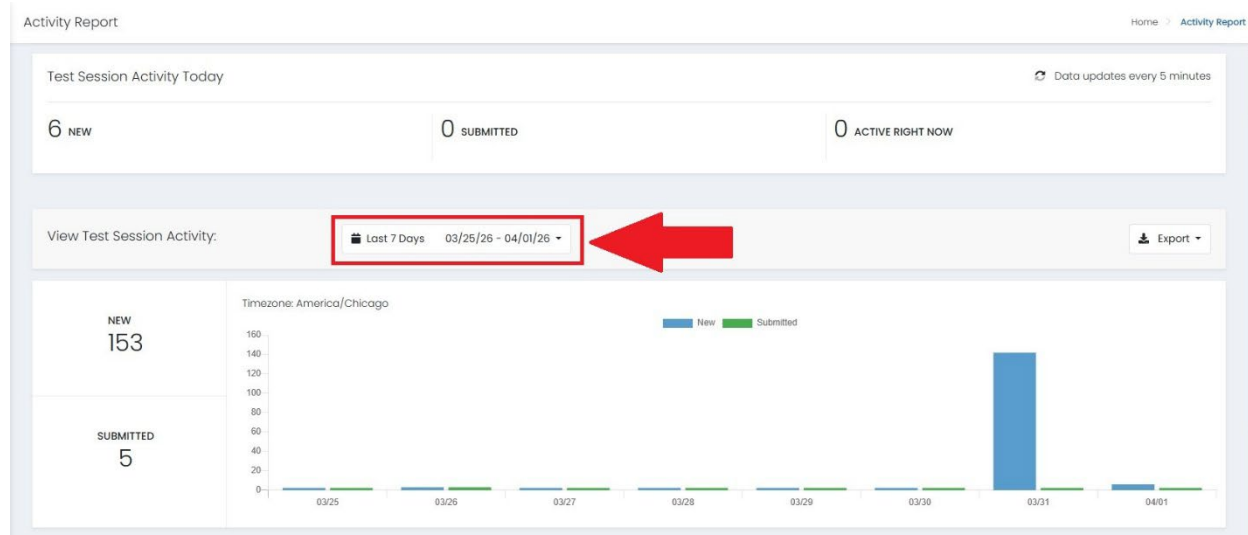 Activity Report
Home > Activity Report
Test Session Activity Today
Data updates every 5 minutes
6 NEW
0 SUBMITTED
0 ACTIVE RIGHT NOW
View Test Session Activity:
Last 7 Days 03/25/26 - 04/01/26
Export
NEW
153
SUBMITTED
5
Timezone: America/Chicago
New Submitted
160
140
120
100
80
60
40
20
0
03/25 03/26 03/27 03/28 03/29 03/30 03/31 04/01